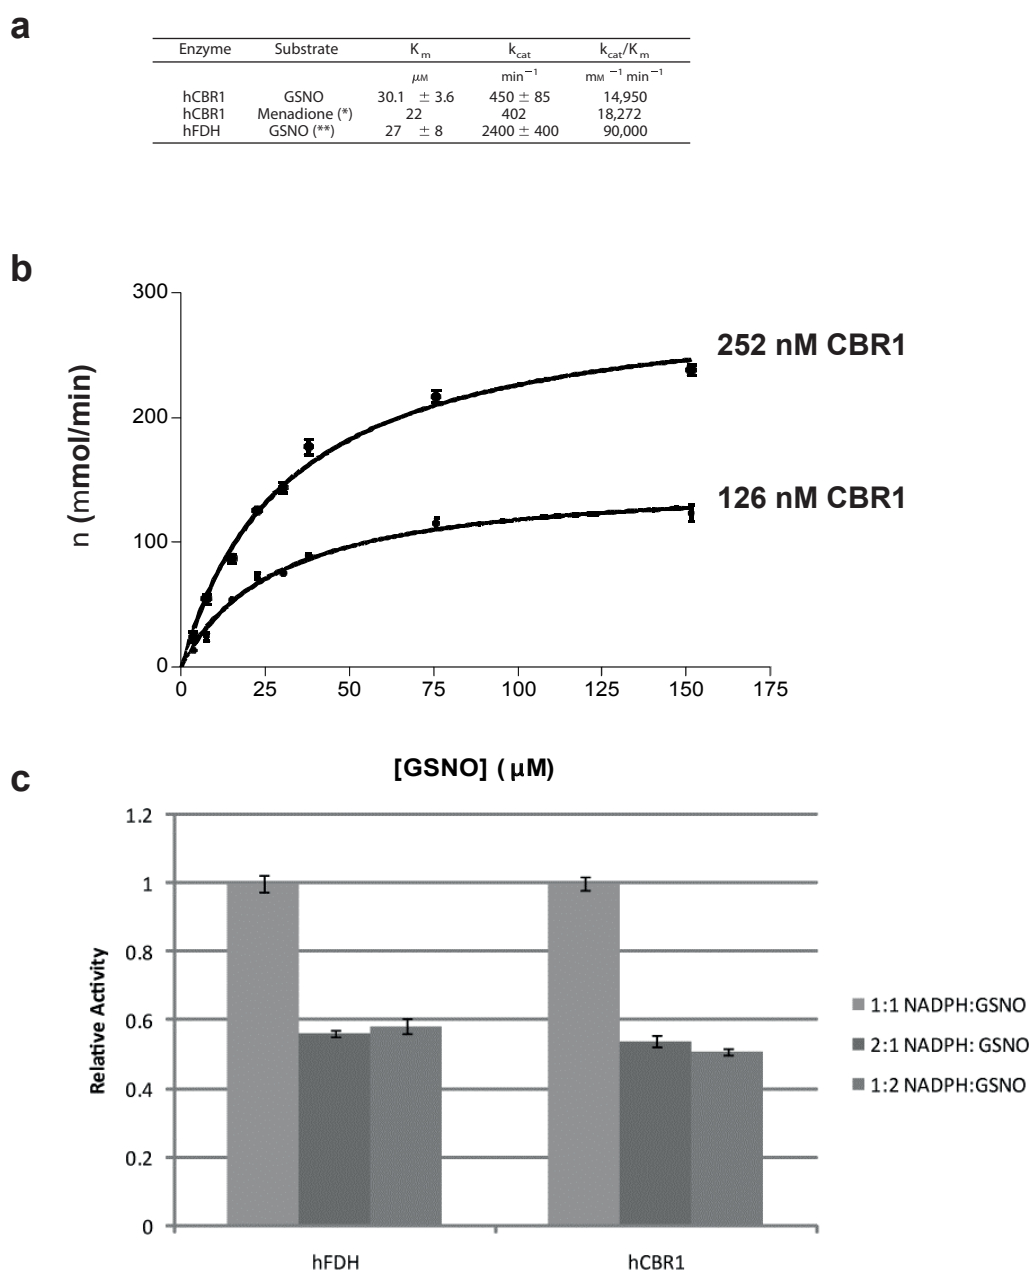 a
Enzyme Substrate Km kcat kcat/Km
μM min−1 mM −1 min−1
hCBR1 GSNO 30.1 ± 3.6 450 ± 85 14,950
hCBR1 Menadione (*) 22 402 18,272
hFDH GSNO (**) 27 ± 8 2400 ± 400 90,000
b
300
200
100
0
n (mmol/min)
252 nM CBR1
126 nM CBR1
0 25 50 75 100 125 150 175
[GSNO] ( μM)
c
1.2
1
0.8
0.6
0.4
0.2
0
Relative Activity
hFDH hCBR1
1:1 NADPH:GSNO
2:1 NADPH: GSNO
1:2 NADPH:GSNO